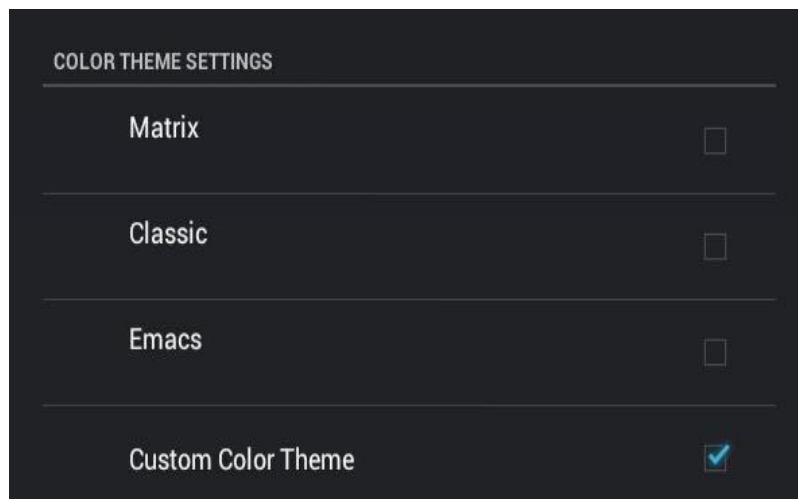 COLOR THEME SETTINGS
Matrix
Classic
Emacs
Custom Color Theme